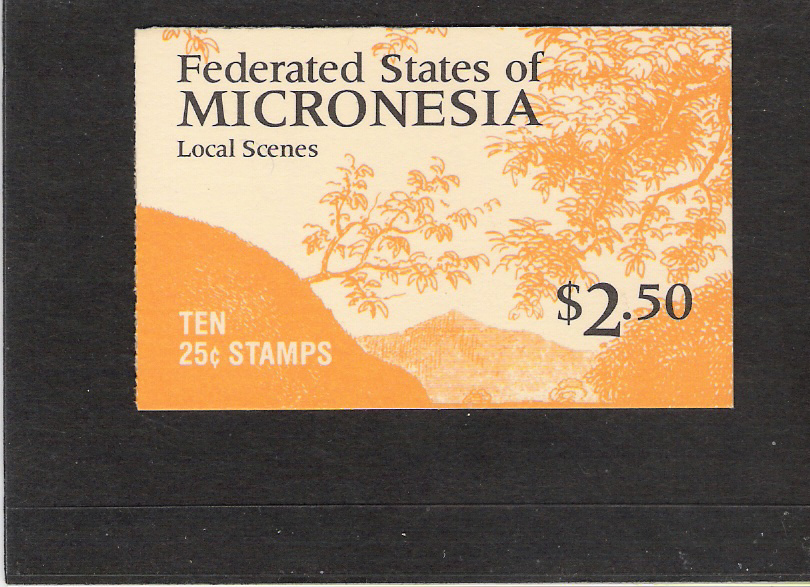 Federated States of
MICRONESIA
Local Scenes
$2.50
TEN
25¢ STAMPS